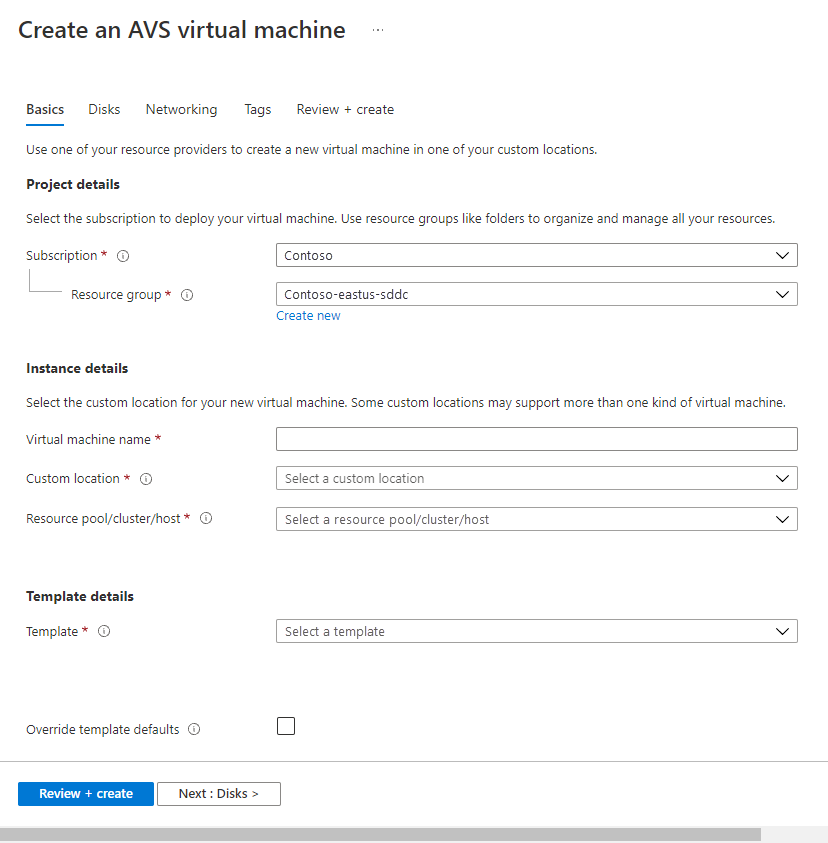 Create an AVS virtual machine ...
Basics Disks Networking Tags Review + create
Use one of your resource providers to create a new virtual machine in one of your custom locations.
Project details
Select the subscription to deploy your virtual machine. Use resource groups like folders to organize and manage all your resources.
Subscription * Contoso
Resource group * Contoso-eastus-sddc
Create new
Instance details
Select the custom location for your new virtual machine. Some custom locations may support more than one kind of virtual machine.
Virtual machine name *
Custom location * Select a custom location
Resource pool/cluster/host * Select a resource pool/cluster/host
Template details
Template * Select a template
Override template defaults
Review + create Next : Disks >